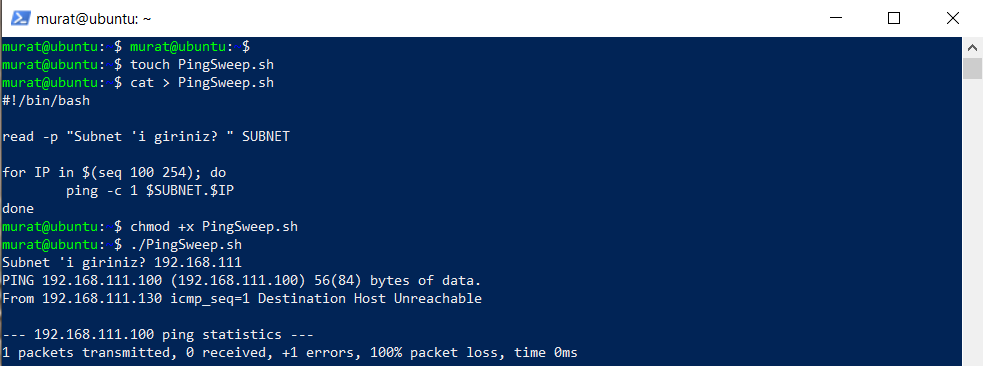 murat@ubuntu: ~
murat@ubuntu: $ murat@ubuntu: $
murat@ubuntu: $ touch PingSweep.sh
murat@ubuntu: $ cat > PingSweep.sh
#!/bin/bash
read -p "Subnet 'i giriniz? " SUBNET
for IP in $(seq 100 254); do
        ping -c 1 $SUBNET.$IP
done
murat@ubuntu: $ chmod +x PingSweep.sh
murat@ubuntu: $ ./PingSweep.sh
Subnet 'i giriniz? 192.168.111
PING 192.168.111.100 (192.168.111.100) 56(84) bytes of data.
From 192.168.111.130 icmp_seq=1 Destination Host Unreachable
--- 192.168.111.100 ping statistics ---
1 packets transmitted, 0 received, +1 errors, 100% packet loss, time 0ms